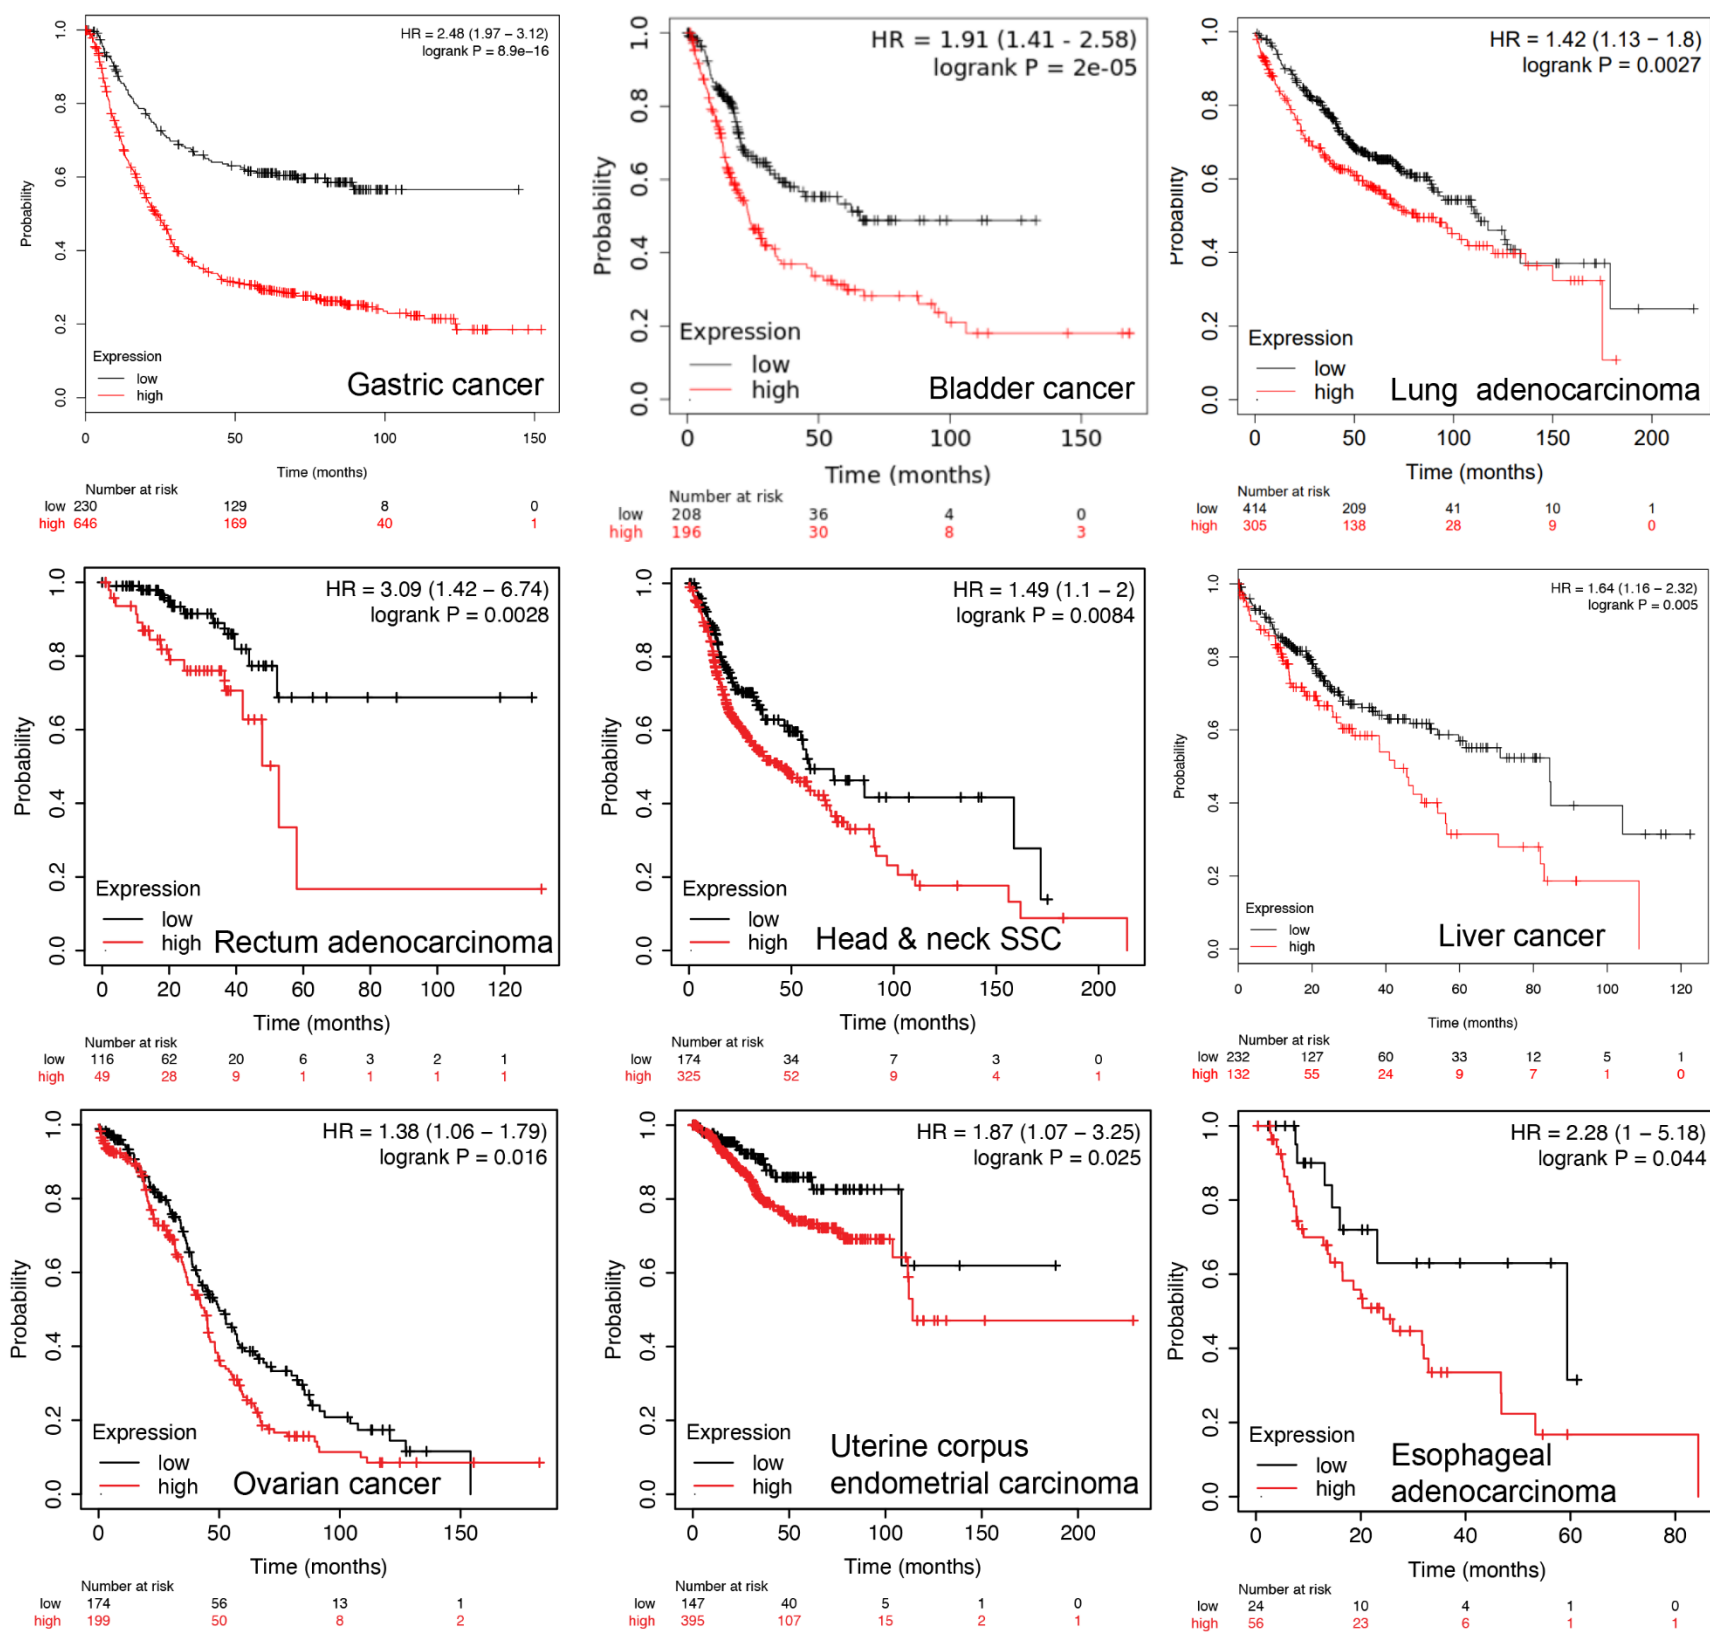 HR = 2.48 (1.97 − 3.12)
logrank P = 8.9e−16
Probability
1.0
0.8
0.6
0.4
0.2
0.0
Expression
low
high
Gastric cancer
0 50 100 150
Time (months)
Number at risk
low 230 129 8 0
high 646 169 40 1
HR = 1.91 (1.41 - 2.58)
logrank P = 2e-05
Probability
1.0
0.8
0.6
0.4
0.2
0.0
Expression
low
high
Bladder cancer
0 50 100 150
Time (months)
Number at risk
low 208 36 4 0
high 196 30 8 3
HR = 1.42 (1.13 − 1.8)
logrank P = 0.0027
Probability
1.0
0.8
0.6
0.4
0.2
0.0
Expression
low
high
Lung adenocarcinoma
0 50 100 150 200
Time (months)
Number at risk
low 414 209 41 10 1
high 305 138 28 9 0
HR = 3.09 (1.42 − 6.74)
logrank P = 0.0028
Probability
1.0
0.8
0.6
0.4
0.2
0.0
Expression
low
high
Rectum adenocarcinoma
0 20 40 60 80 100 120
Time (months)
Number at risk
low 116 62 20 6 3 2 1
high 49 28 9 1 1 1 1
HR = 1.49 (1.1 − 2)
logrank P = 0.0084
Probability
1.0
0.8
0.6
0.4
0.2
0.0
Expression
low
high
Head & neck SSC
0 50 100 150 200
Time (months)
Number at risk
low 174 34 7 3 0
high 325 52 9 4 1
HR = 1.64 (1.16 − 2.32)
logrank P = 0.005
Probability
1.0
0.8
0.6
0.4
0.2
0.0
Expression
low
high
Liver cancer
0 20 40 60 80 100 120
Time (months)
Number at risk
low 232 127 60 33 12 5 1
high 132 55 24 9 7 1 0
HR = 1.38 (1.06 − 1.79)
logrank P = 0.016
Probability
1.0
0.8
0.6
0.4
0.2
0.0
Expression
low
high
Ovarian cancer
0 50 100 150
Time (months)
Number at risk
low 174 56 13 1
high 199 50 8 2
HR = 1.87 (1.07 − 3.25)
logrank P = 0.025
Probability
1.0
0.8
0.6
0.4
0.2
0.0
Expression
low
high
Uterine corpus
endometrial carcinoma
0 50 100 150 200
Time (months)
Number at risk
low 147 40 5 1 0
high 395 107 15 2 1
HR = 2.28 (1 − 5.18)
logrank P = 0.044
Probability
1.0
0.8
0.6
0.4
0.2
0.0
Expression
low
high
Esophageal
adenocarcinoma
0 20 40 60 80
Time (months)
Number at risk
low 24 10 4 1 0
high 56 23 6 1 1